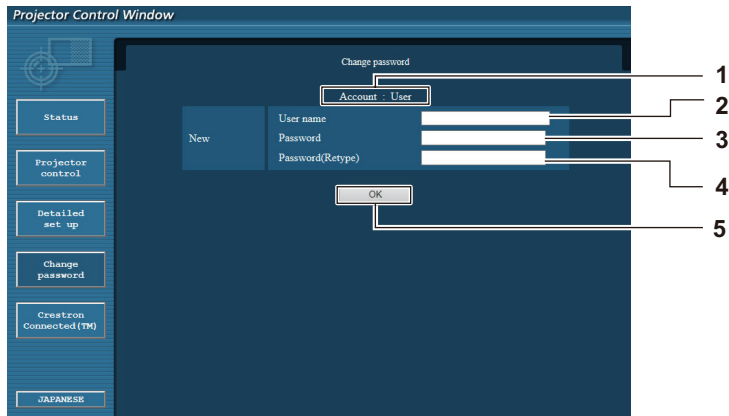 Projector Control Window
Change password
1
Account : User
2
Status
User name
New
Password
3
Password(Retype)
Projector
control
4
OK
Detailed
set up
5
Change
password
Crestron
Connected(TM)
JAPANESE